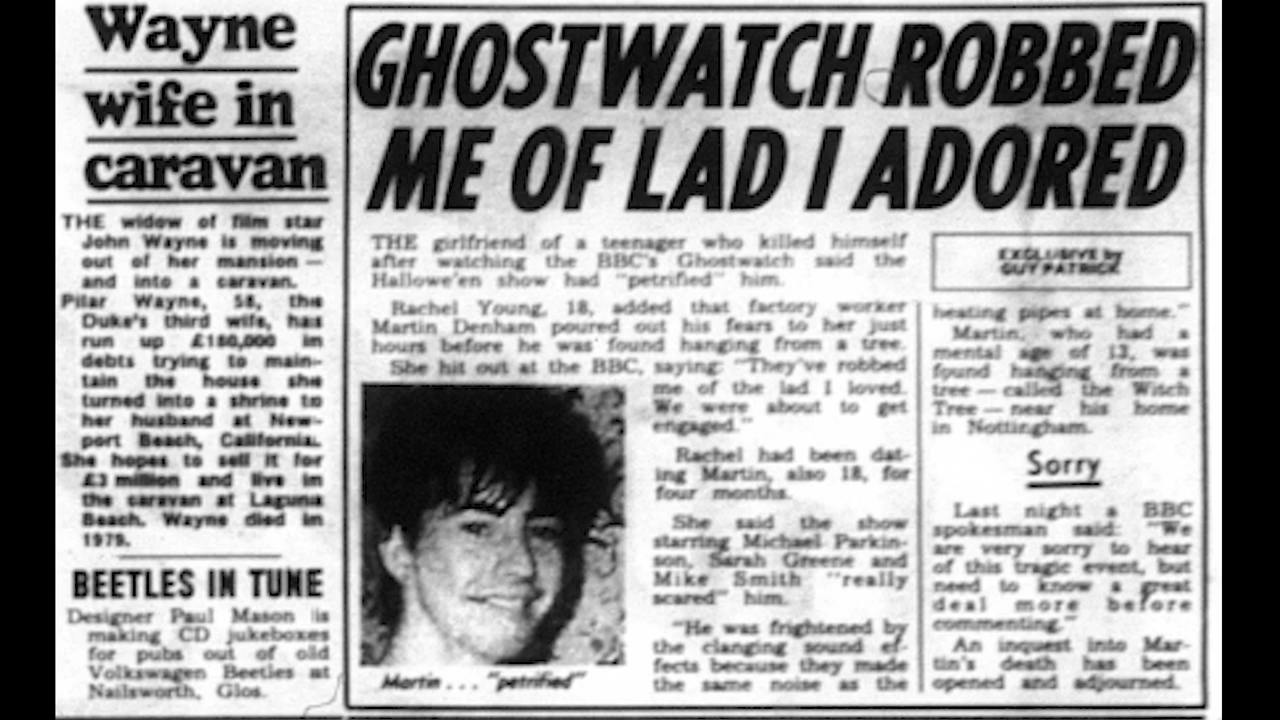 Wayne
wife in
caravan
THE widow of film star
John Wayne is moving
out of her mansion —
and into a caravan.
Pilar Wayne, 58, the
Duke's third wife, has
run up £180,000 in
debts trying to main-
tain the house she
turned into a shrine to
her husband at New-
port Beach, California.
She hopes to sell it for
£3 million and live in
the caravan at Laguna
Beach. Wayne died in
1979.
BEETLES IN TUNE
Designer Paul Mason is
making CD jukeboxes
for pubs out of old
Volkswagen Beetles at
Nailsworth, Glos.
GHOSTWATCH ROBBED
ME OF LAD I ADORED
THE girlfriend of a teenager who killed himself
after watching the BBC's Ghostwatch said the
Hallowe'en show had "petrified" him.
Rachel Young, 18, added that factory worker
Martin Denham poured out his fears to her just
hours before he was found hanging from a tree.
She hit out at the BBC, saying: "They've robbed
me of the lad I loved.
We were about to get
engaged."
Rachel had been dat-
ing Martin, also 18, for
four months.
She said the show
starring Michael Parkin-
son, Sarah Greene and
Mike Smith "really
scared" him.
"He was frightened by
the clanging sound ef-
fects because they made
the same noise as the
Martin . . . "petrified"
EXCLUSIVE by
GUY PATRICK
heating pipes at home."
Martin, who had a
mental age of 13, was
found hanging from a
tree — called the Witch
Tree — near his home
in Nottingham.
Sorry
Last night a BBC
spokesman said: "We
are very sorry to hear
of this tragic event, but
need to know a great
deal more before
commenting."
An inquest into Mar-
tin's death has been
opened and adjourned.